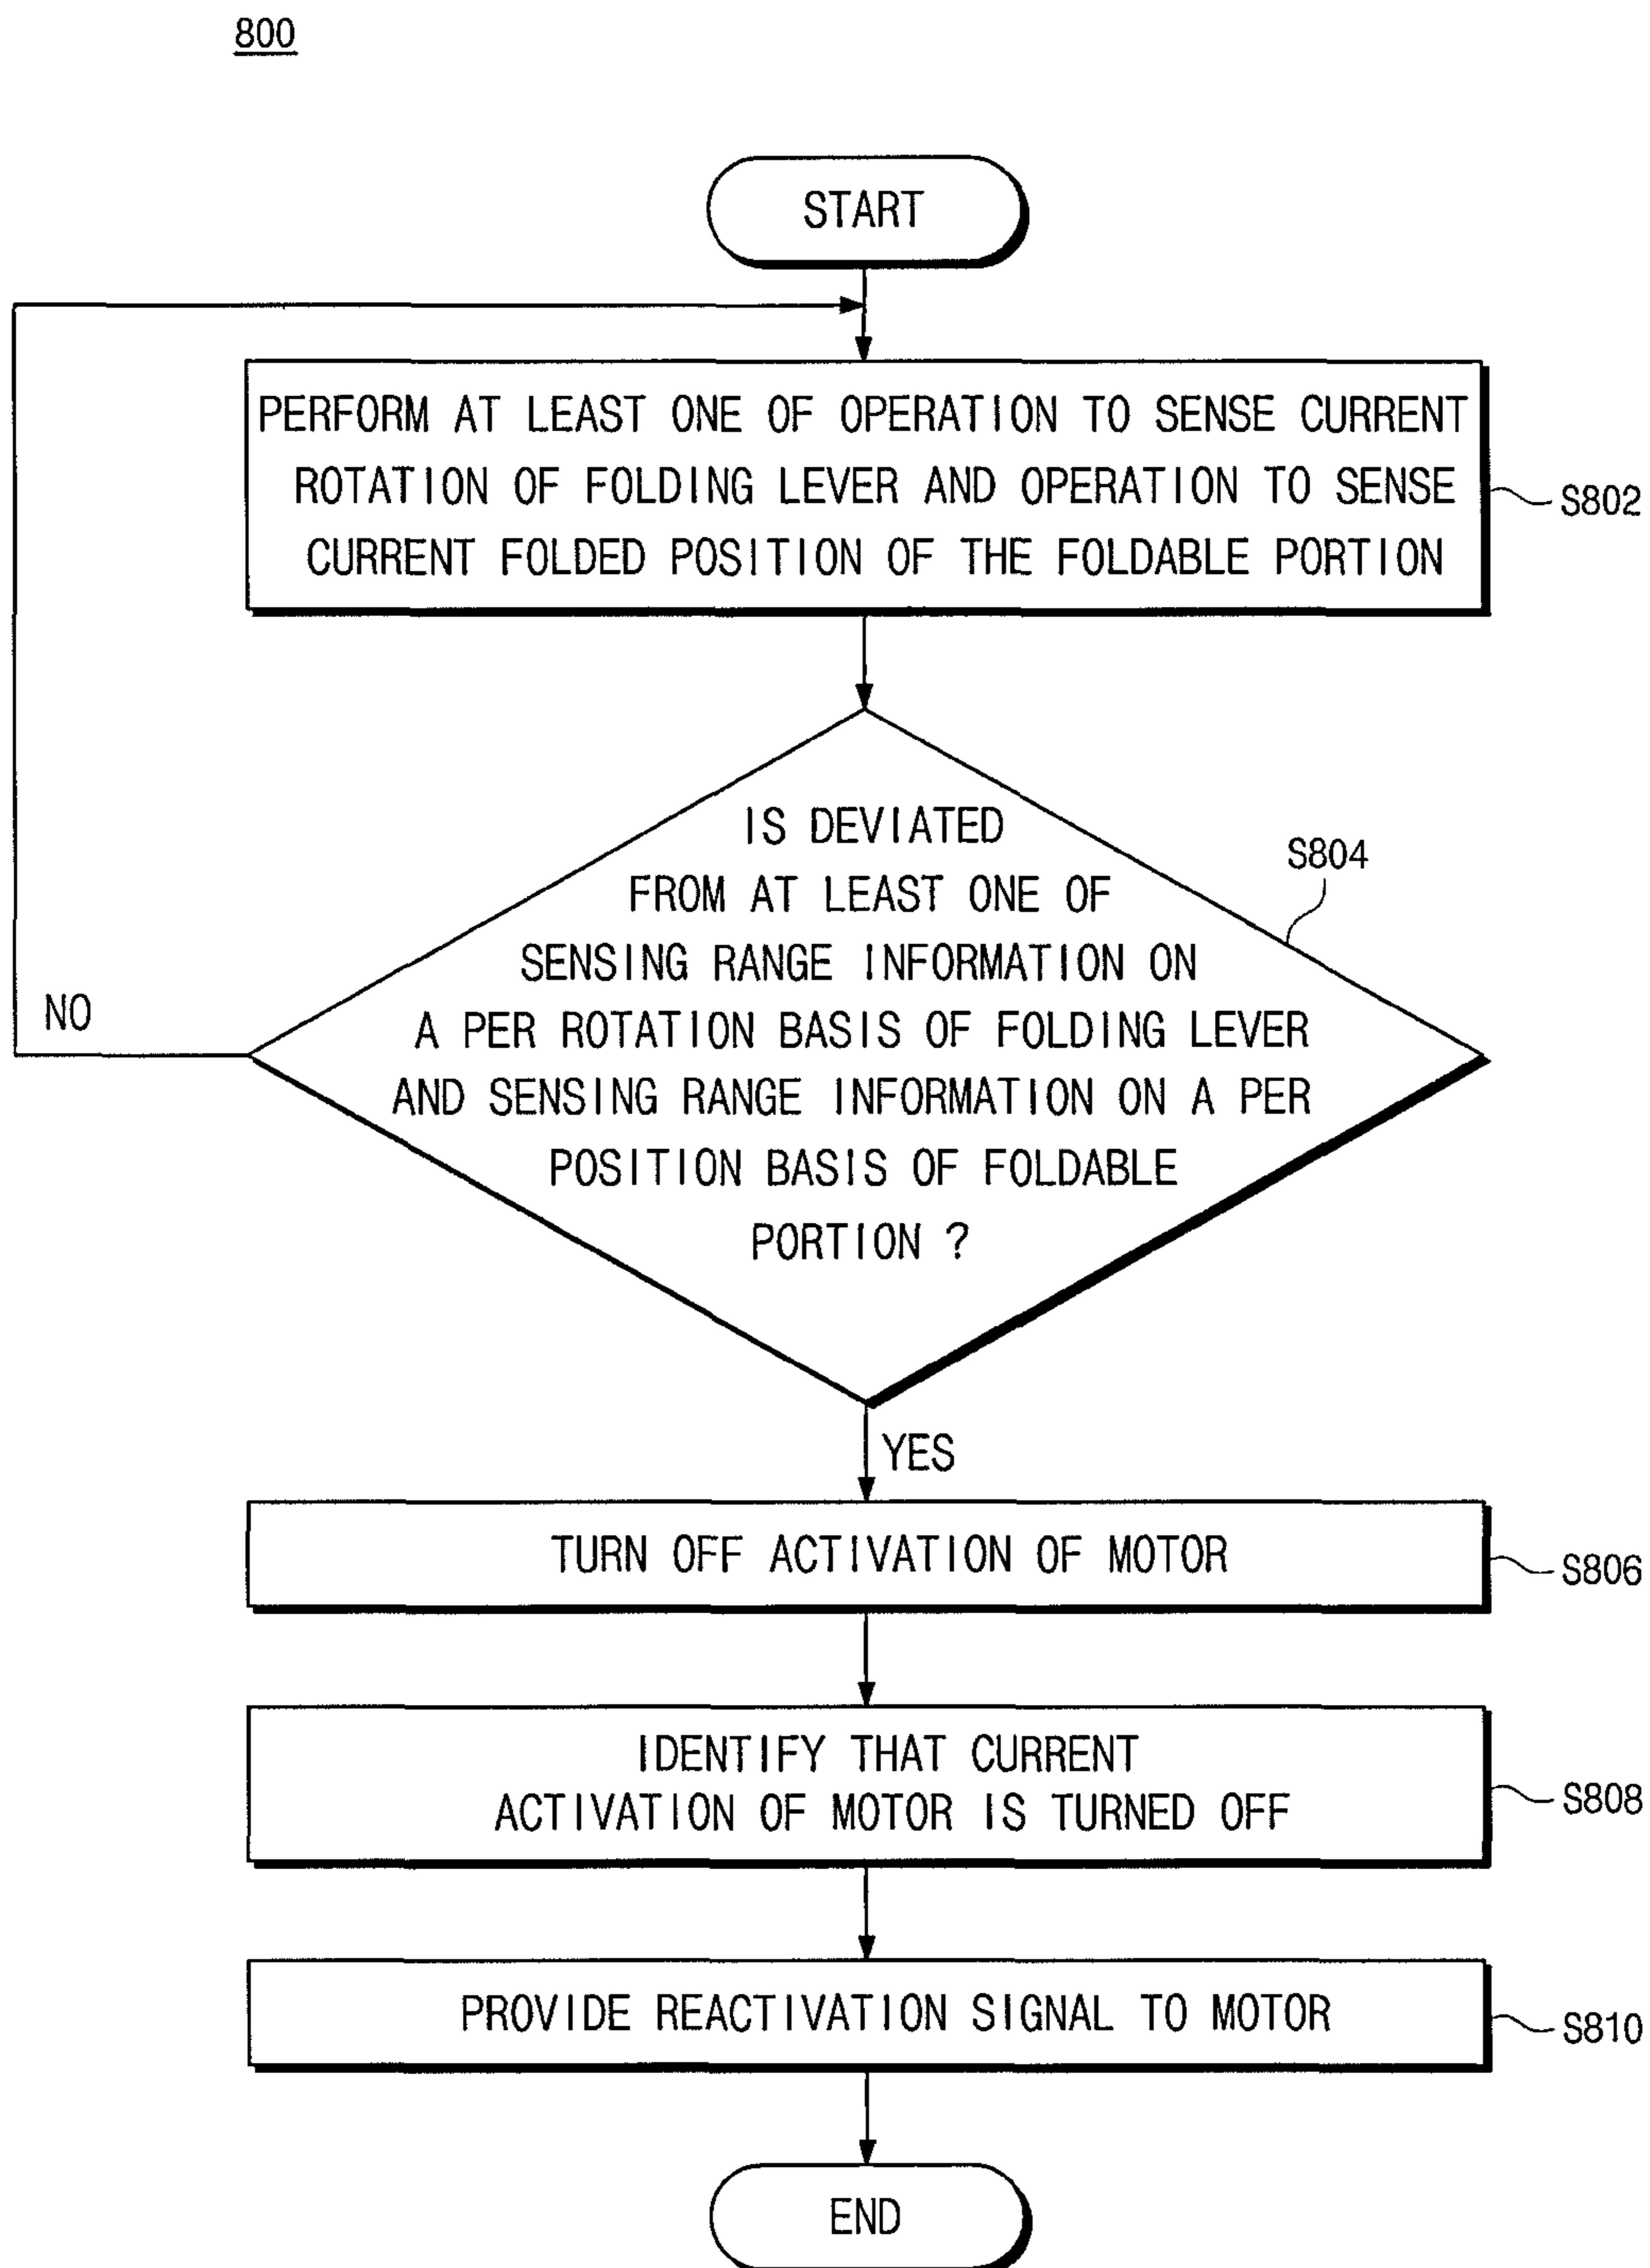 800
START
PERFORM AT LEAST ONE OF OPERATION TO SENSE CURRENT
ROTATION OF FOLDING LEVER AND OPERATION TO SENSE
CURRENT FOLDED POSITION OF THE FOLDABLE PORTION
S802
IS DEVIATED
FROM AT LEAST ONE OF
SENSING RANGE INFORMATION ON
A PER ROTATION BASIS OF FOLDING LEVER
AND SENSING RANGE INFORMATION ON A PER
POSITION BASIS OF FOLDABLE
PORTION ?
S804
NO
YES
TURN OFF ACTIVATION OF MOTOR
S806
IDENTIFY THAT CURRENT
ACTIVATION OF MOTOR IS TURNED OFF
S808
PROVIDE REACTIVATION SIGNAL TO MOTOR
S810
END